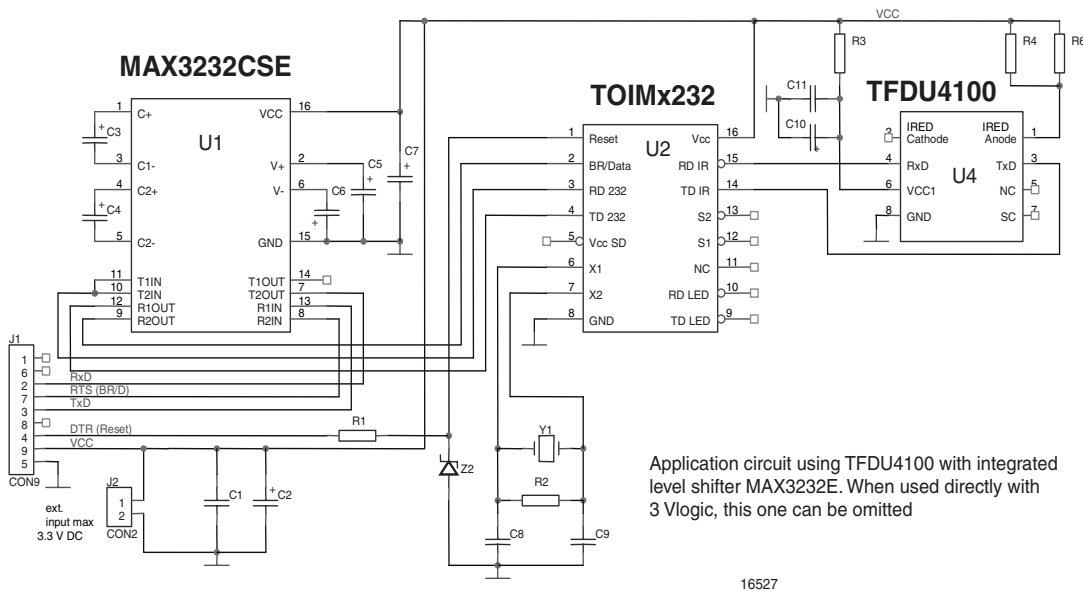 VCC
R3
R4
R6
MAX3232CSE
TOIMx232
TFDU4100
U1
1 C+
3 C1-
4 C2+
5 C2-
11 T1IN
10 T2IN
12 R1OUT
9 R2OUT
VCC 16
V+ 2
V- 6
GND 15
T1OUT 14
T2OUT 7
R1IN 13
R2IN 8
+ C3
+ C4
C5 +
C6 +
C7 +
U2
1 Reset
2 BR/Data
3 RD 232
4 TD 232
5 Vcc SD
6 X1
7 X2
8 GND
Vcc 16
RD IR 15
TD IR 14
S2 13
S1 12
NC 11
RD LED 10
TD LED 9
C11
C10 +
U4
2 IRED Cathode
4 RxD
6 VCC1
8 GND
IRED Anode 1
TxD 3
NC 5
SC 7
J1
1
6
2 RxD
7 RTS (BR/D)
3 TxD
8
4 DTR (Reset)
9 VCC
5
CON9
R1
Z2
Y1
R2
C8
C9
ext.
input max
3.3 V DC
J2
1
2
CON2
C1
+ C2
Application circuit using TFDU4100 with integrated
level shifter MAX3232E. When used directly with
3 Vlogic, this one can be omitted
16527